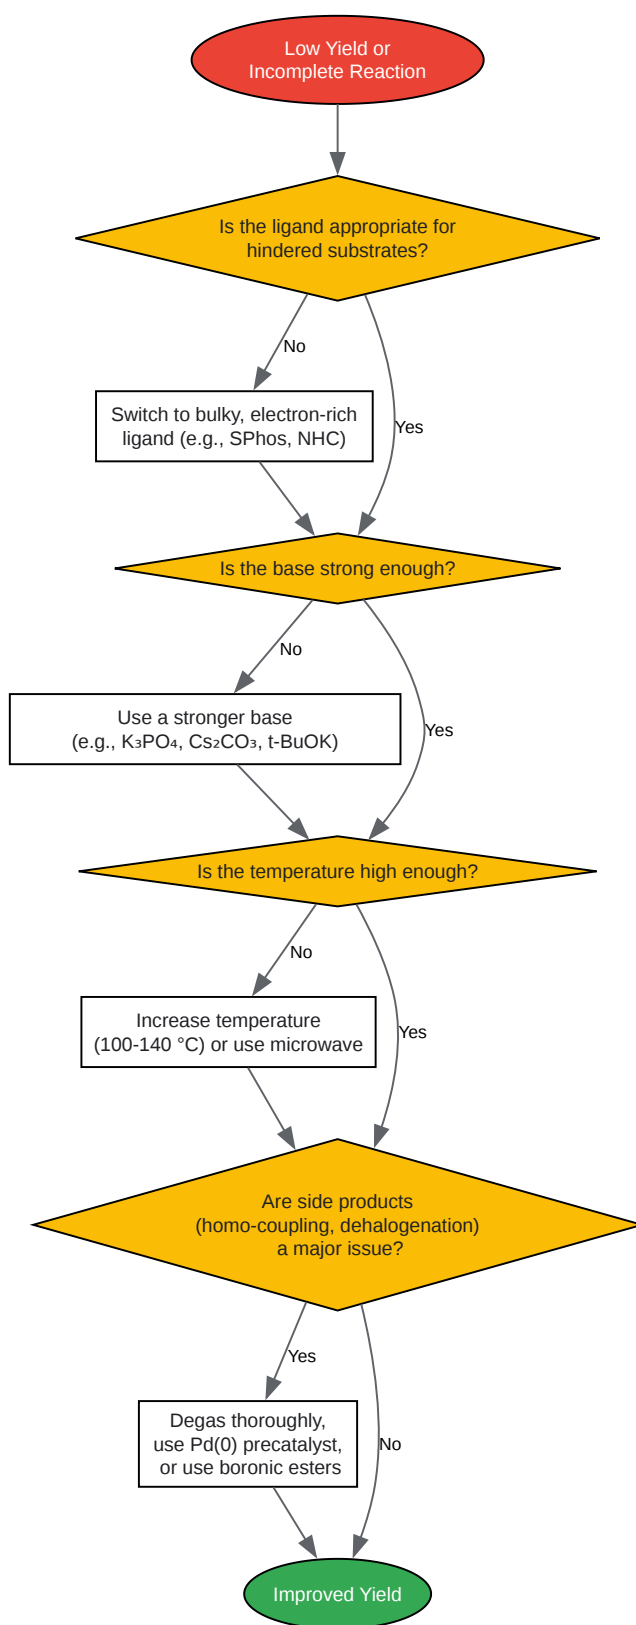 Low Yield or
Incomplete Reaction
Is the ligand appropriate for
hindered substrates?
No
Switch to bulky, electron-rich
ligand (e.g., SPhos, NHC)
Yes
Is the base strong enough?
No
Use a stronger base
(e.g., K₃PO₄, Cs₂CO₃, t-BuOK)
Yes
Is the temperature high enough?
No
Increase temperature
(100-140 °C) or use microwave
Yes
Are side products
(homo-coupling, dehalogenation)
a major issue?
Yes
Degas thoroughly,
use Pd(0) precatalyst,
or use boronic esters
No
Improved Yield